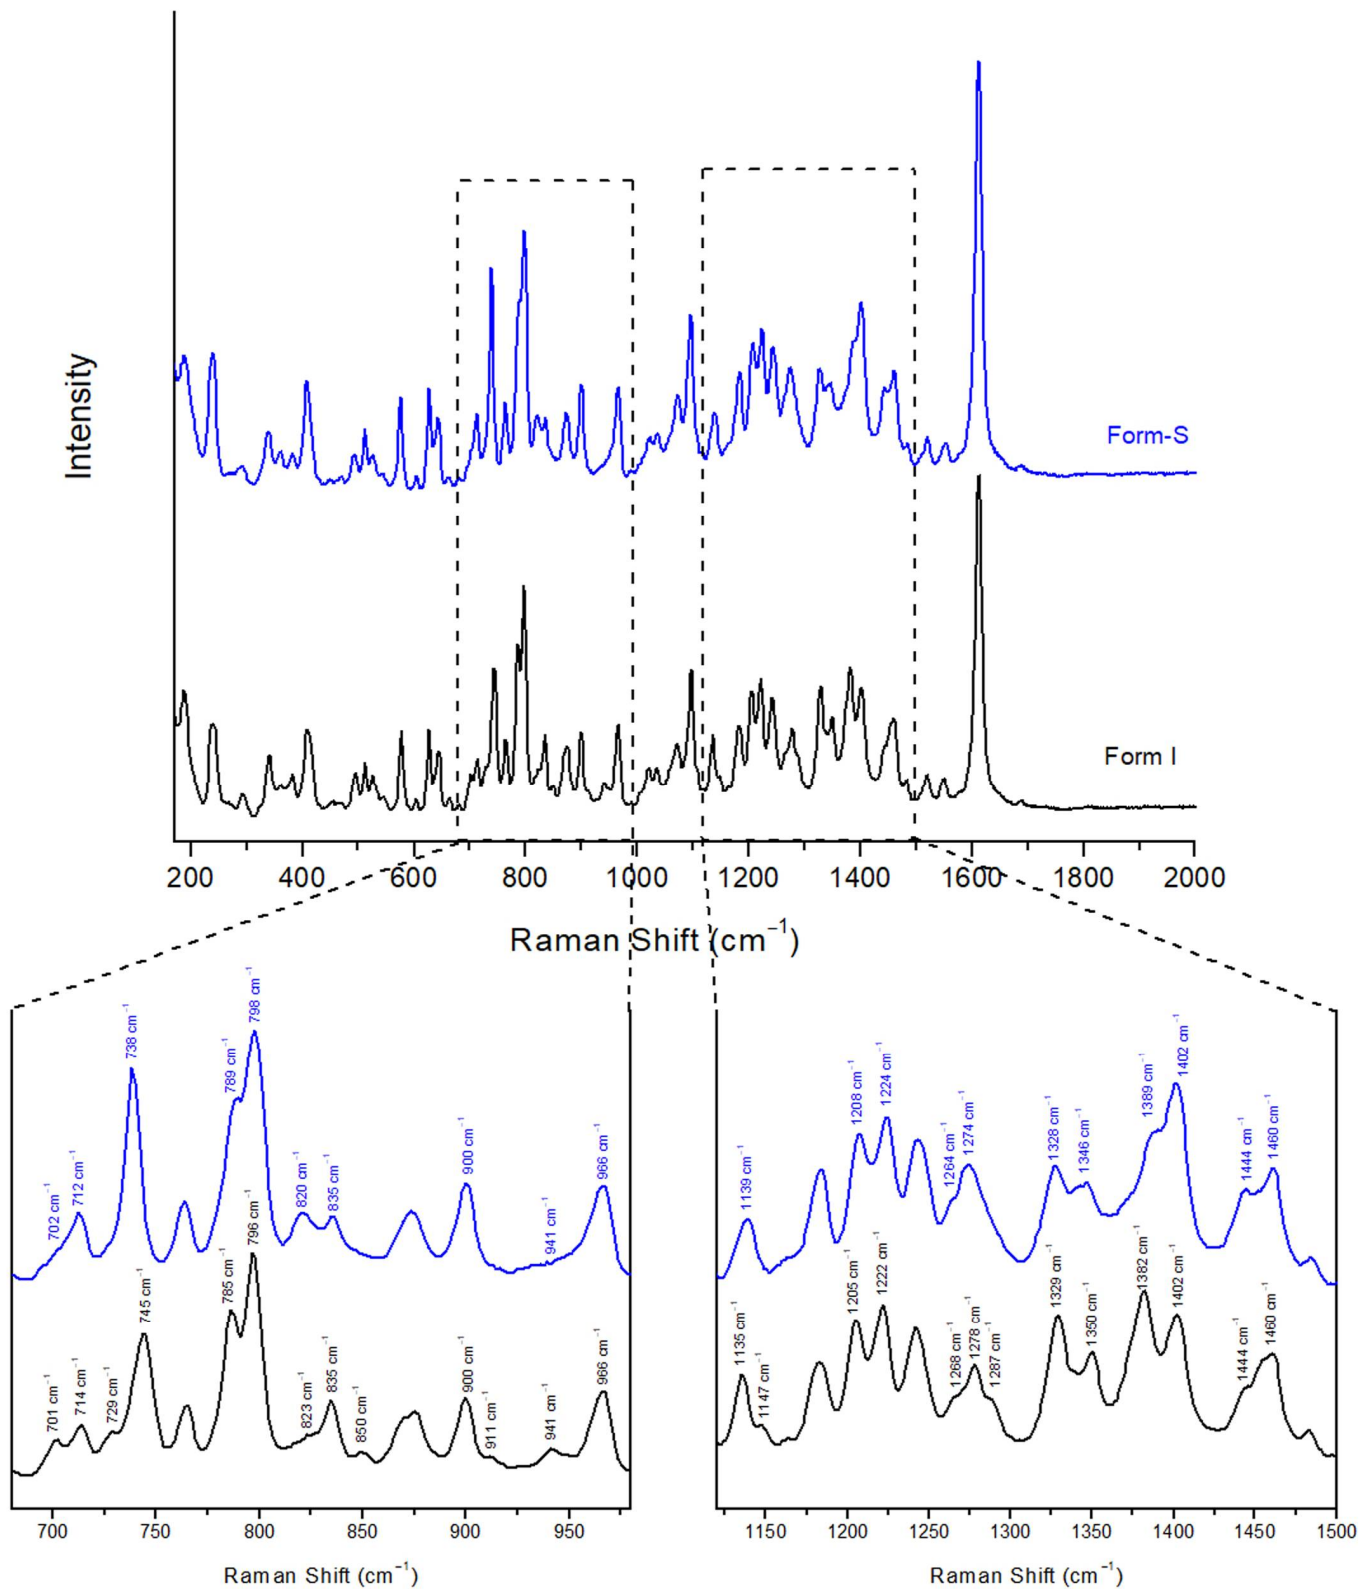 Intensity
Form-S
Form I
200 400 600 800 1000 1200 1400 1600 1800 2000
Raman Shift (cm⁻¹)
702 cm⁻¹
712 cm⁻¹
738 cm⁻¹
789 cm⁻¹
798 cm⁻¹
820 cm⁻¹
835 cm⁻¹
900 cm⁻¹
941 cm⁻¹
966 cm⁻¹
701 cm⁻¹
714 cm⁻¹
729 cm⁻¹
745 cm⁻¹
785 cm⁻¹
796 cm⁻¹
823 cm⁻¹
835 cm⁻¹
850 cm⁻¹
900 cm⁻¹
911 cm⁻¹
941 cm⁻¹
966 cm⁻¹
700 750 800 850 900 950
Raman Shift (cm⁻¹)
1139 cm⁻¹
1208 cm⁻¹
1224 cm⁻¹
1264 cm⁻¹
1274 cm⁻¹
1328 cm⁻¹
1346 cm⁻¹
1389 cm⁻¹
1402 cm⁻¹
1444 cm⁻¹
1460 cm⁻¹
1135 cm⁻¹
1147 cm⁻¹
1205 cm⁻¹
1222 cm⁻¹
1268 cm⁻¹
1278 cm⁻¹
1287 cm⁻¹
1329 cm⁻¹
1350 cm⁻¹
1382 cm⁻¹
1402 cm⁻¹
1444 cm⁻¹
1460 cm⁻¹
1150 1200 1250 1300 1350 1400 1450 1500
Raman Shift (cm⁻¹)